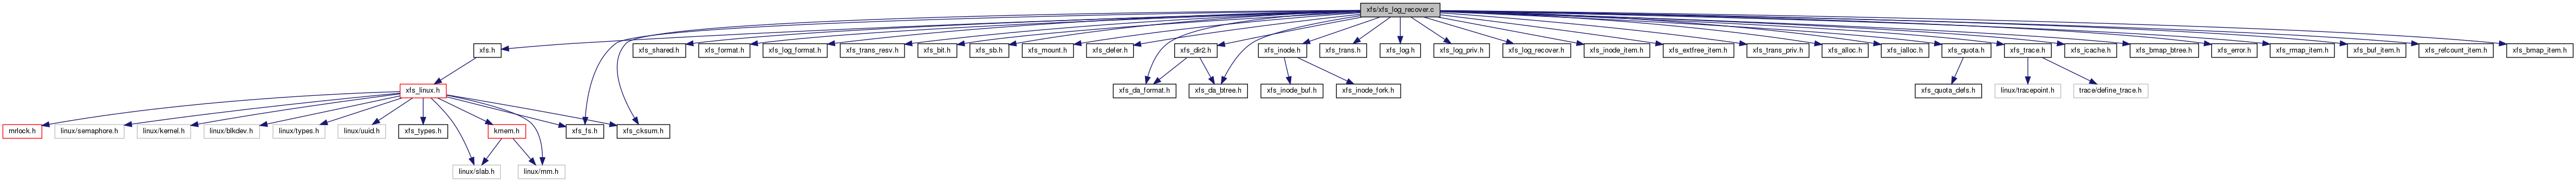 xfs/xfs_log_recover.c
xfs.h
xfs_shared.h
xfs_format.h
xfs_log_format.h
xfs_trans_resv.h
xfs_bit.h
xfs_sb.h
xfs_mount.h
xfs_defer.h
xfs_dir2.h
xfs_inode.h
xfs_trans.h
xfs_log.h
xfs_log_priv.h
xfs_log_recover.h
xfs_inode_item.h
xfs_extfree_item.h
xfs_trans_priv.h
xfs_alloc.h
xfs_ialloc.h
xfs_quota.h
xfs_trace.h
xfs_icache.h
xfs_bmap_btree.h
xfs_error.h
xfs_rmap_item.h
xfs_buf_item.h
xfs_refcount_item.h
xfs_bmap_item.h
xfs_linux.h
xfs_da_format.h
xfs_da_btree.h
xfs_inode_buf.h
xfs_inode_fork.h
xfs_quota_defs.h
linux/tracepoint.h
trace/define_trace.h
mrlock.h
linux/semaphore.h
linux/kernel.h
linux/blkdev.h
linux/types.h
linux/uuid.h
xfs_types.h
kmem.h
xfs_fs.h
xfs_cksum.h
linux/slab.h
linux/mm.h